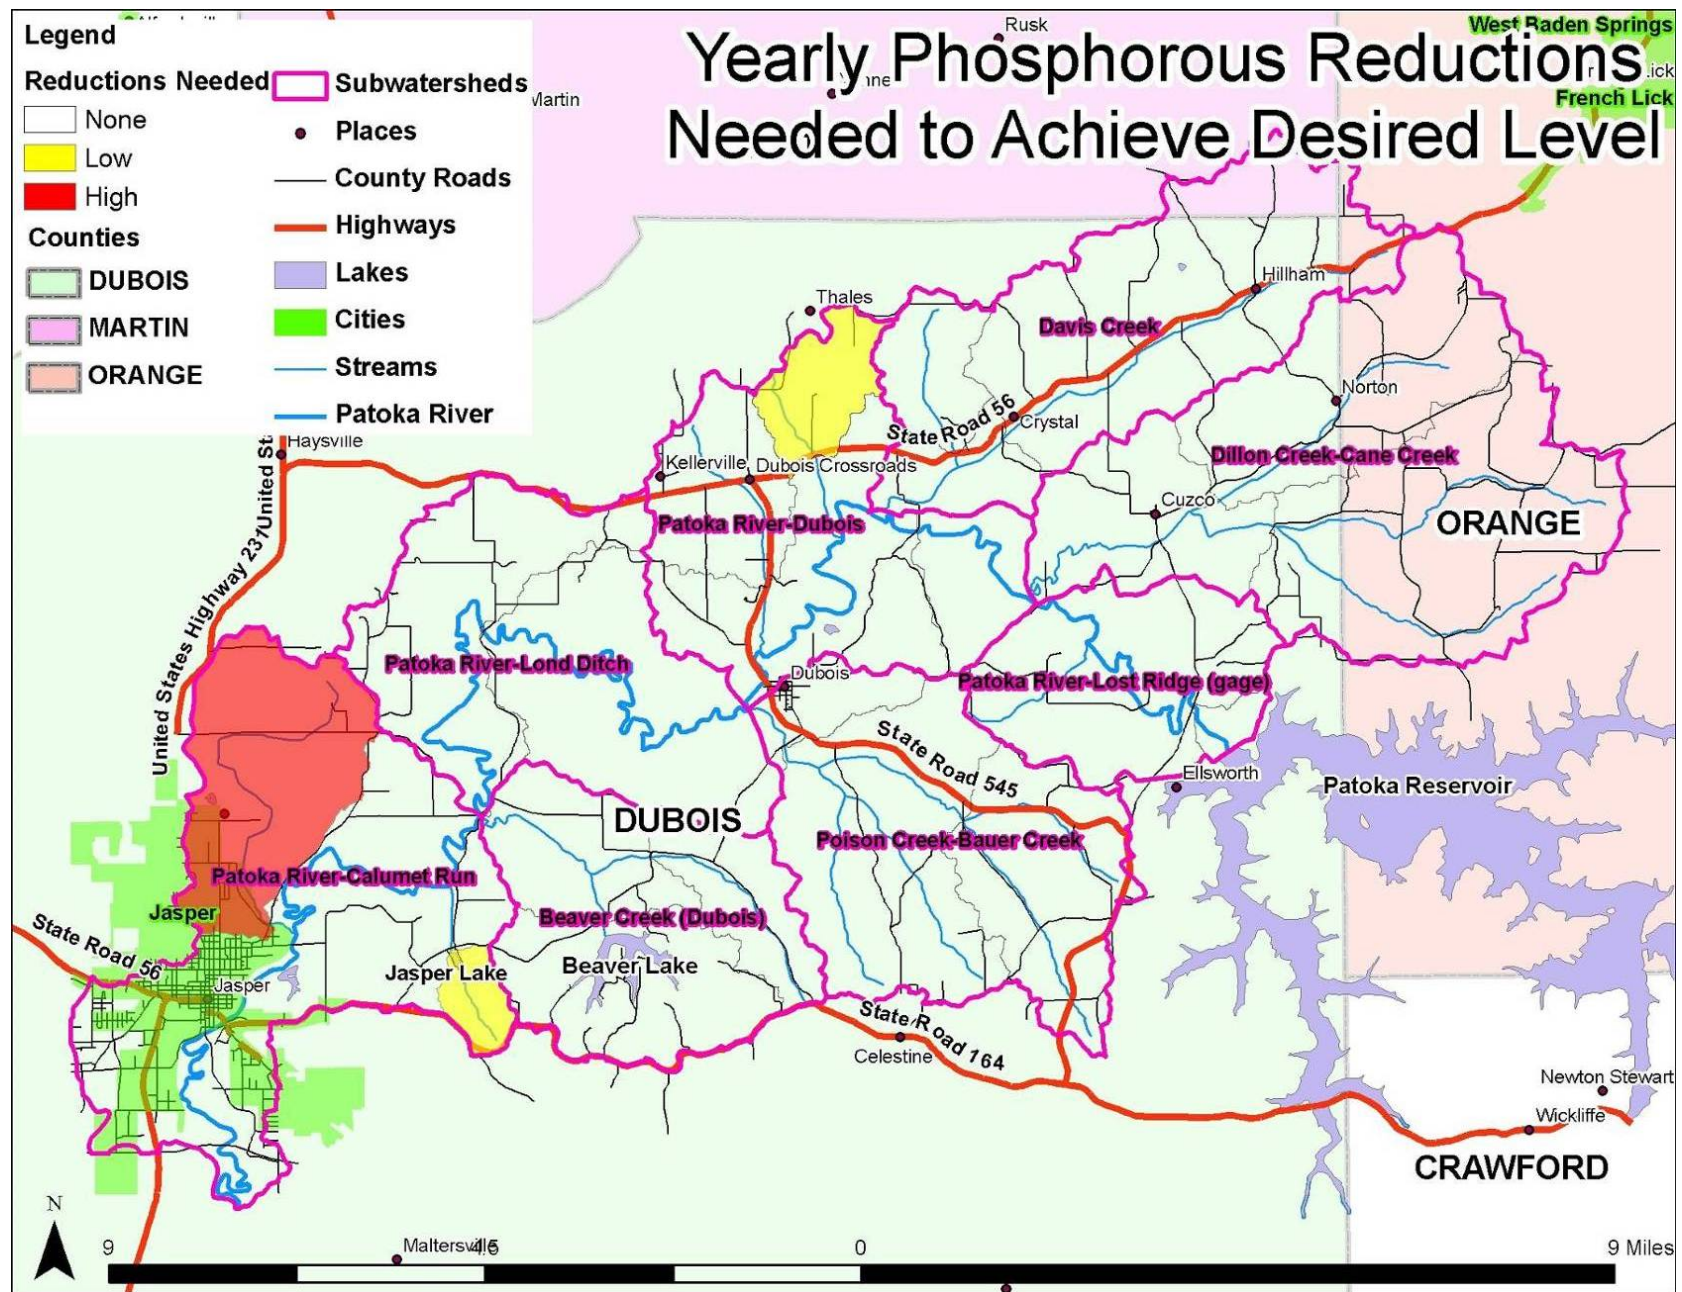 Yearly Phosphorous Reductions
Needed to Achieve Desired Level
Legend
Reductions Needed
None
Low
High
Counties
DUBOIS
MARTIN
ORANGE
Subwatersheds
Places
County Roads
Highways
Lakes
Cities
Streams
Patoka River
Martin
Rusk
West Baden Springs
French Lick
Thales
Hillham
Davis Creek
Norton
State Road 56
Crystal
Haysville
Kellerville
Dubois Crossroads
Dillon Creek-Cane Creek
Cuzco
Patoka River-Dubois
ORANGE
United States Highway 231
Patoka River-Lond Ditch
Dubois
Patoka River-Lost Ridge (gage)
State Road 545
Ellsworth
Patoka Reservoir
DUBOIS
Poison Creek-Bauer Creek
Patoka River-Calumet Run
Jasper
Beaver Creek (Dubois)
State Road 56
Jasper Lake
Beaver Lake
Jasper
State Road 164
Celestine
Newton Stewart
Wickliffe
CRAWFORD
N
Maltersville
9
4.5
0
9 Miles